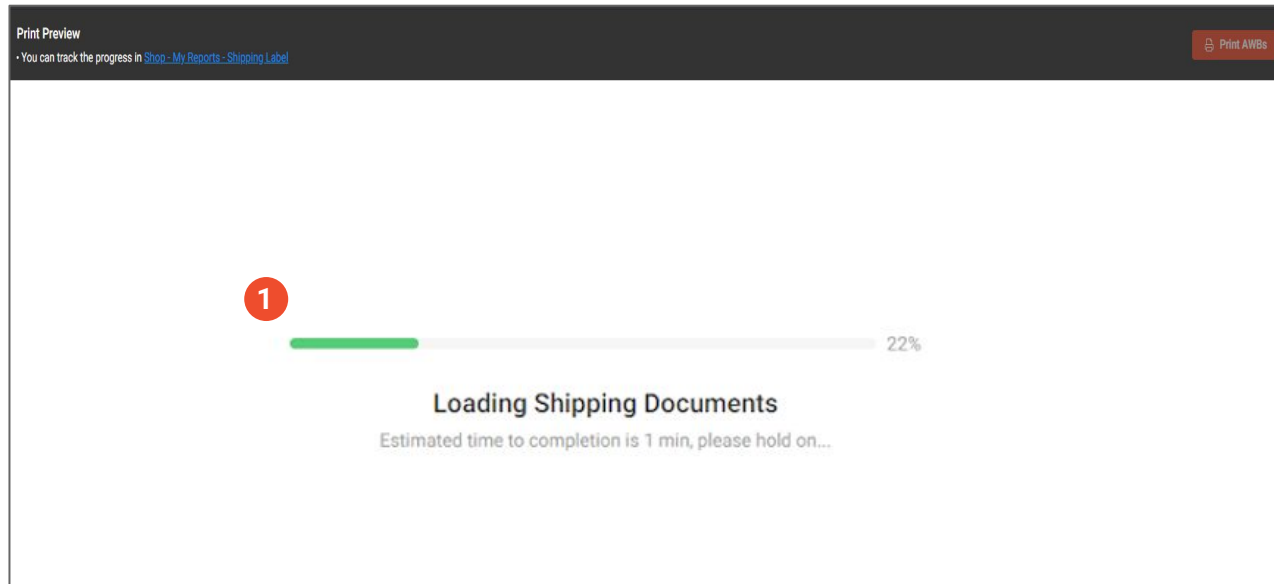 Print Preview
• You can track the progress in Shop - My Reports - Shipping Label
Print AWBs
1
22%
Loading Shipping Documents
Estimated time to completion is 1 min, please hold on...